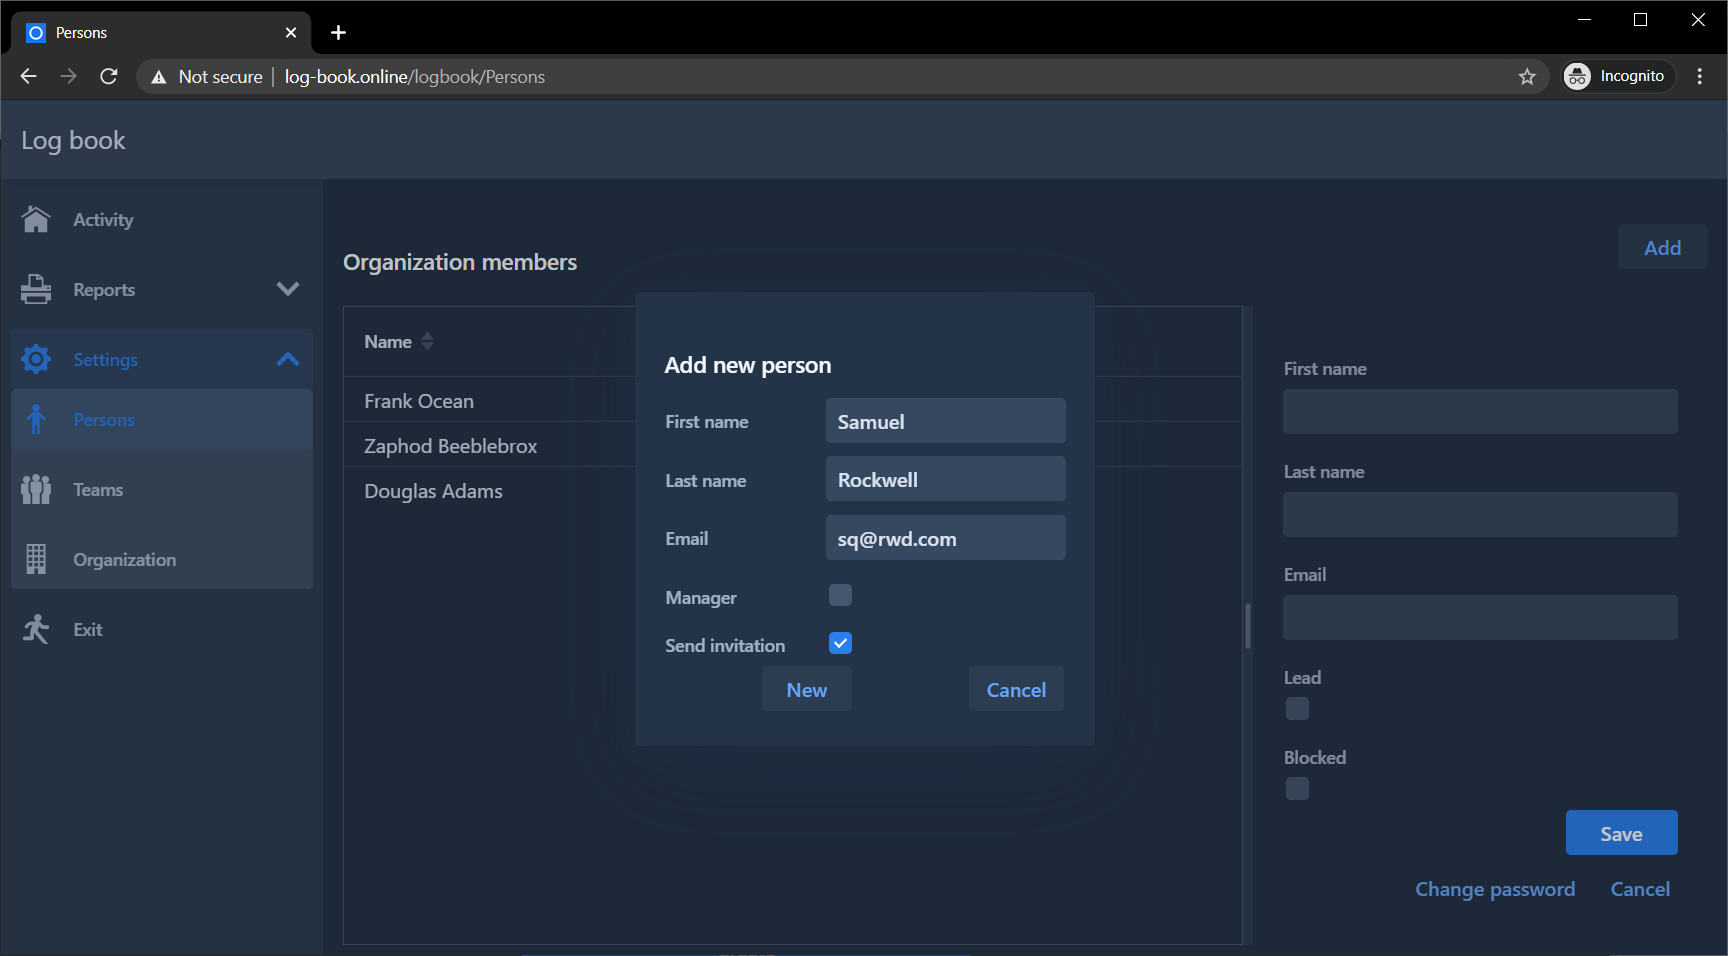 Persons
Not secure
log-book.online/logbook/Persons
Incognito
Log book
Activity
Reports
Settings
Persons
Teams
Organization
Exit
Organization members
Add
Name
Frank Ocean
Zaphod Beeblebrox
Douglas Adams
Add new person
First name
Samuel
Last name
Rockwell
Email
sq@rwd.com
Manager
Send invitation
New
Cancel
First name
Last name
Email
Lead
Blocked
Save
Change password
Cancel